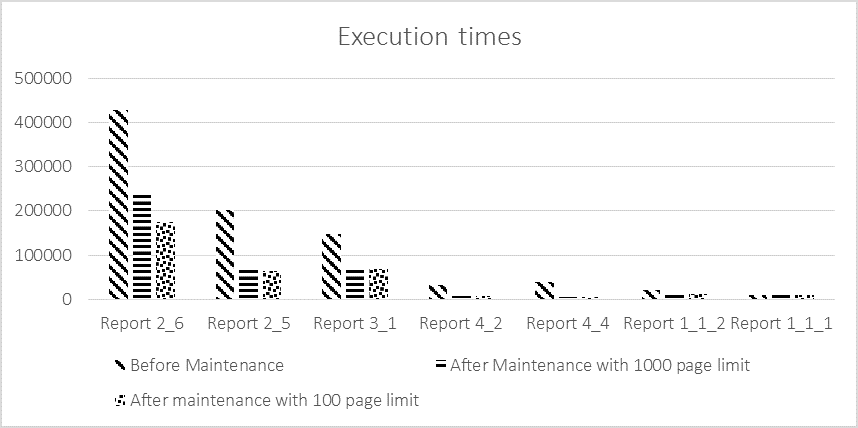 Execution times
500000
400000
300000
200000
100000
0
Report 2_6 Report 2_5 Report 3_1 Report 4_2 Report 4_4 Report 1_1_2 Report 1_1_1
Before Maintenance After Maintenance with 1000 page limit
After maintenance with 100 page limit